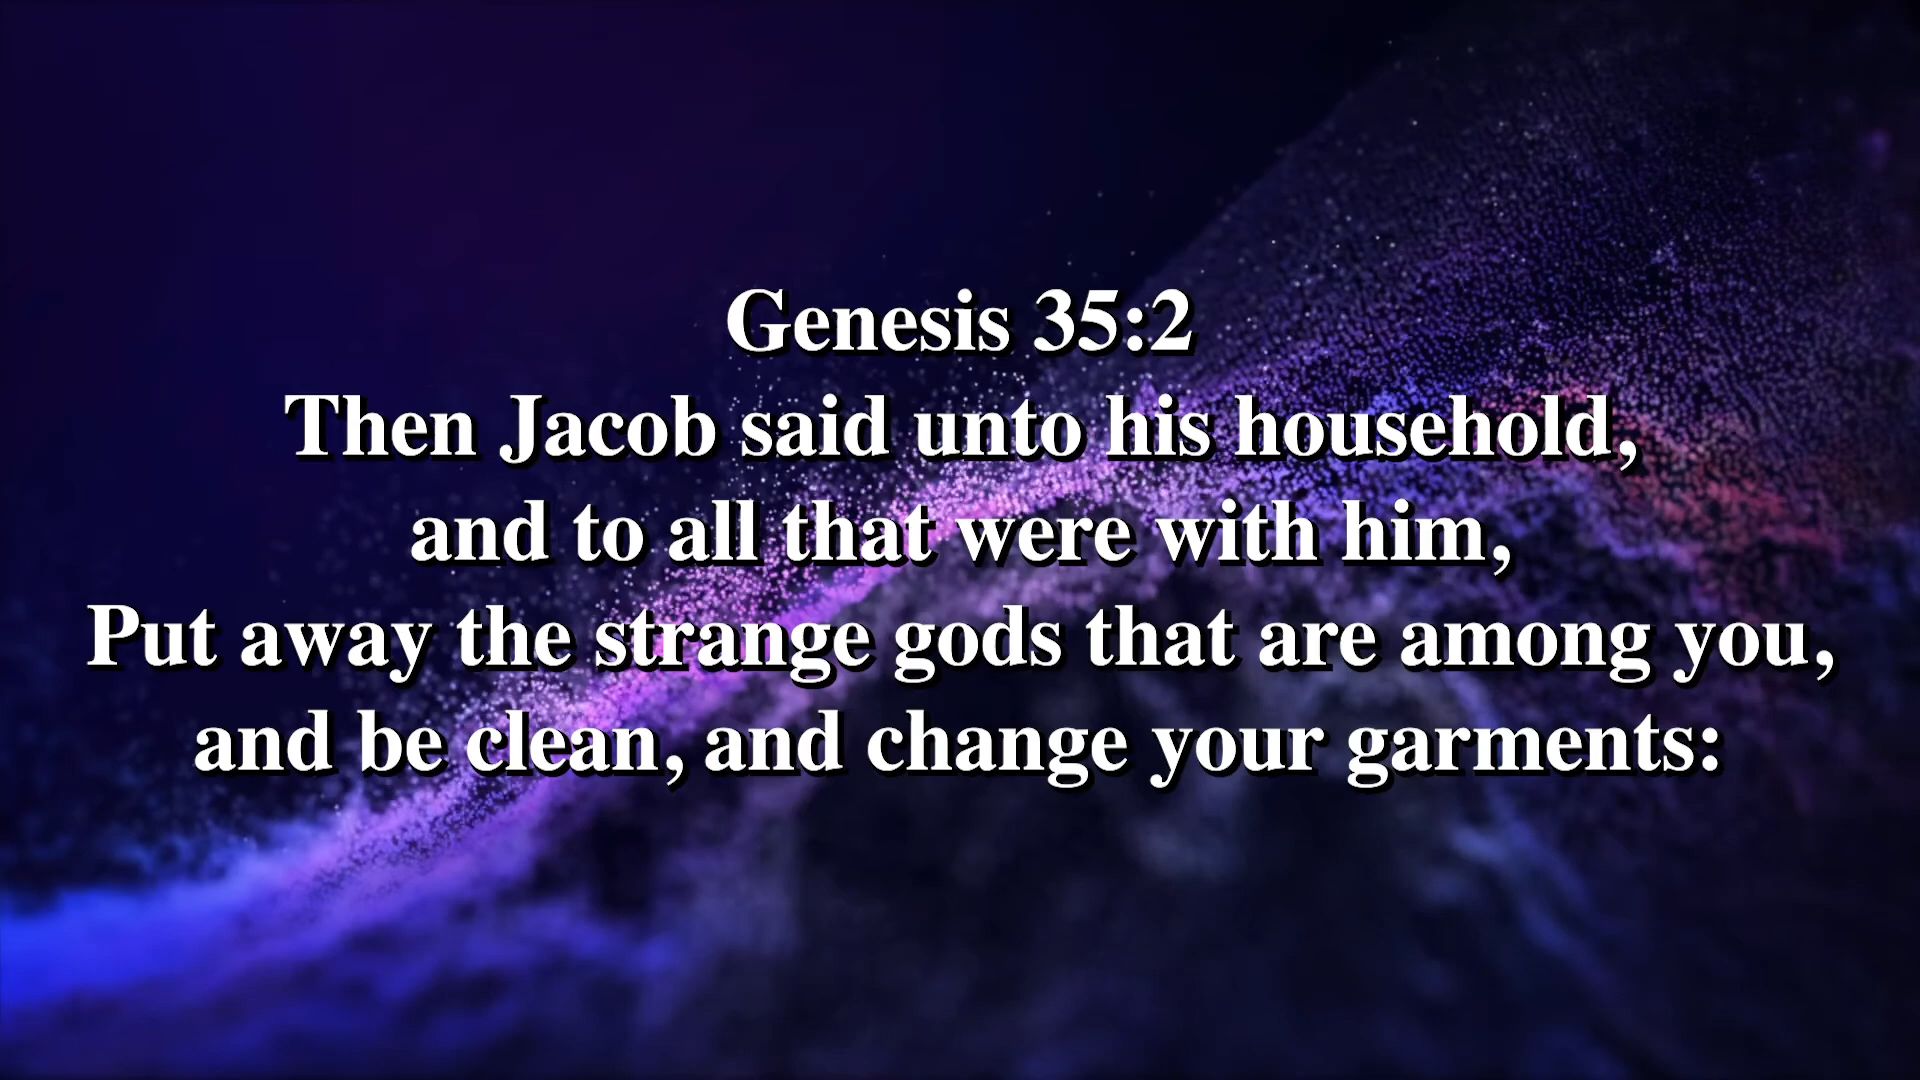 Genesis 35:2
Then Jacob said unto his household,
and to all that were with him,
Put away the strange gods that are among you,
and be clean, and change your garments: